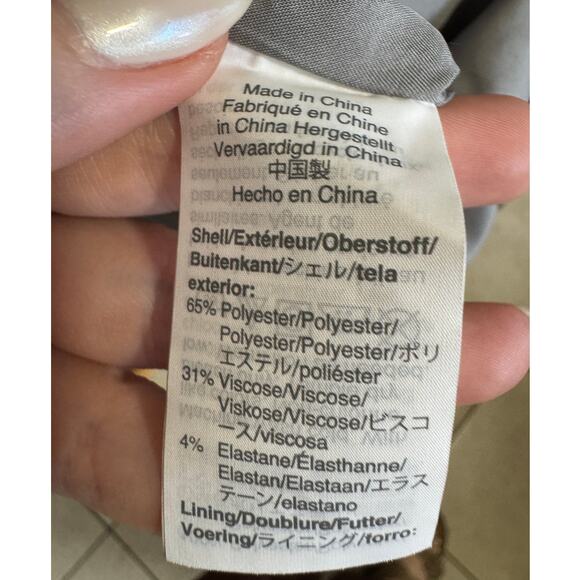 Made in China
Fabriqué en Chine
in China Hergestellt
Vervaardigd in China
中国製
Hecho en China
Shell/Extérieur/Oberstoff/
Buitenkant/シェル/tela
exterior:
65% Polyester/Polyester/
Polyester/Polyester/ポリ
エステル/poliéster
31% Viscose/Viscose/
Viskose/Viscose/ビスコ
ース/viscosa
4% Elastane/Élasthanne/
Elastan/Elastaan/エラス
テーン/elastano
Lining/Doublure/Futter/
Voering/ライニング/forro: